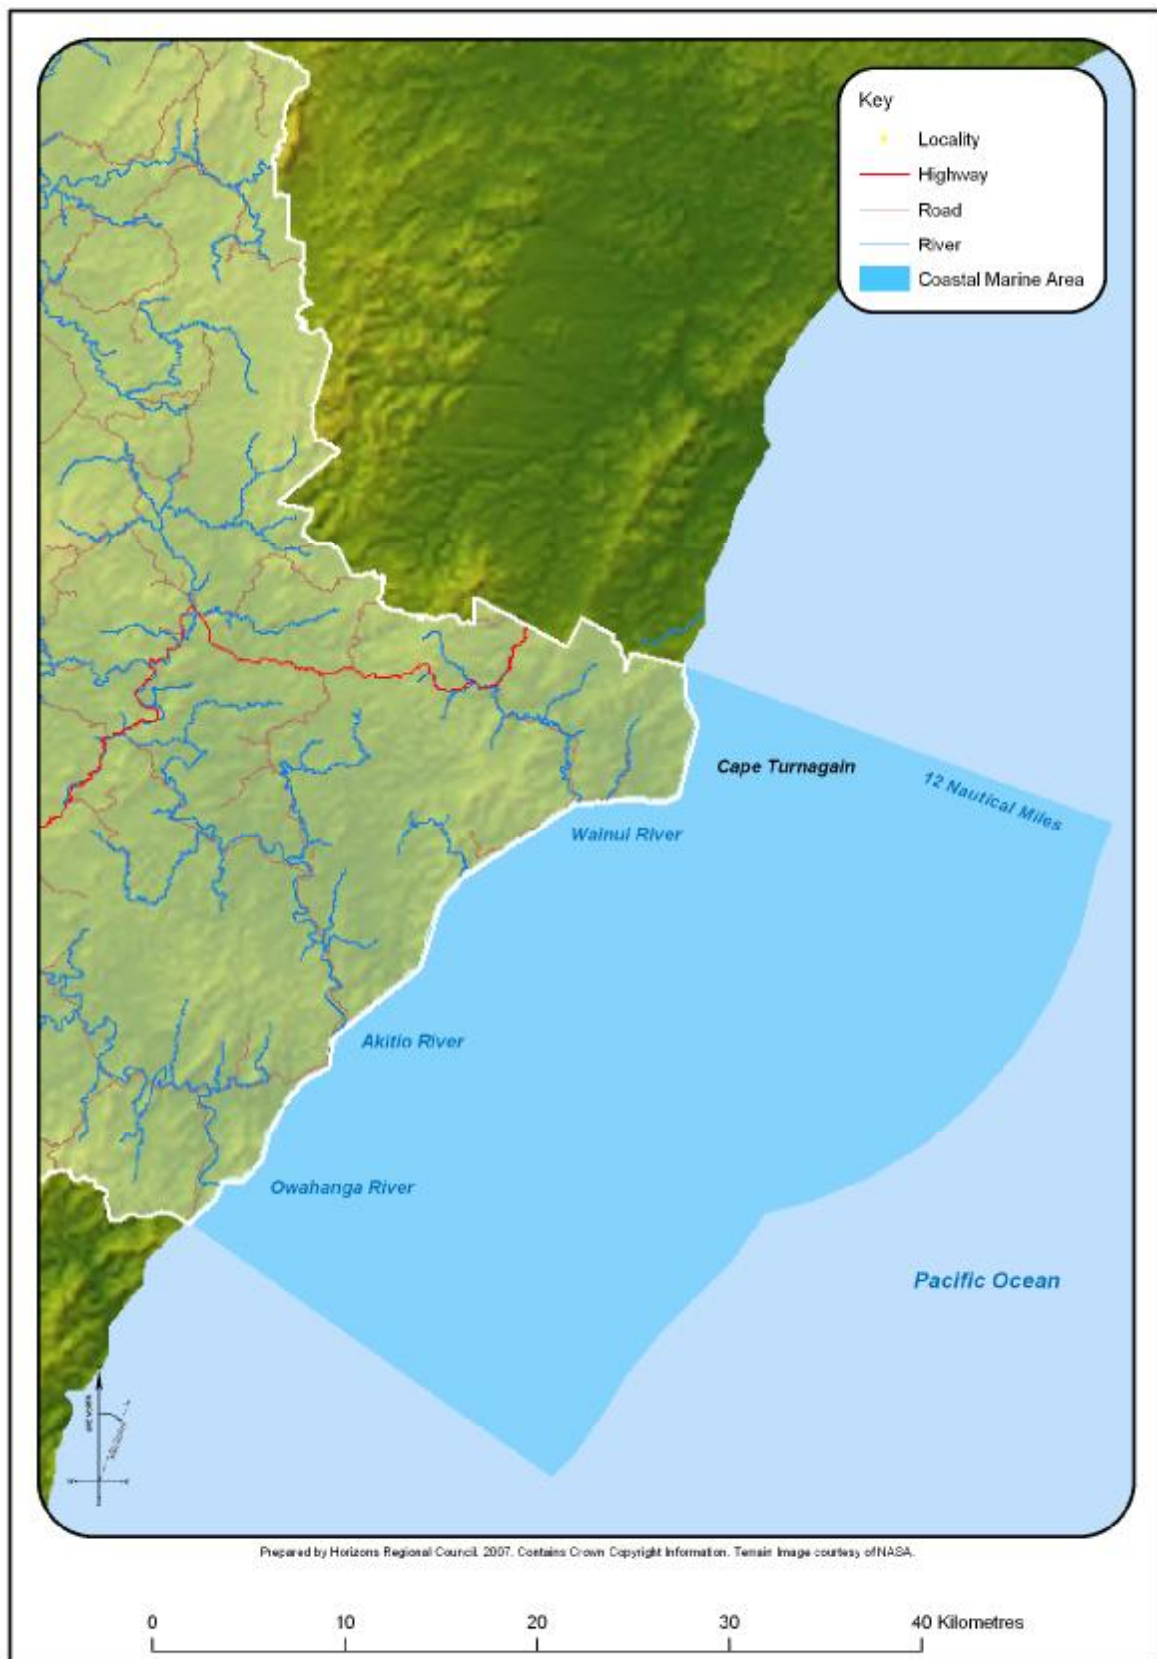 Key
Locality
Highway
Road
River
Coastal Marine Area
Cape Turnagain
12 Nautical Miles
Wainui River
Akitio River
Owahanga River
Pacific Ocean
Prepared by Horizons Regional Council. 2007. Contains Crown Copyright Information. Terrain Image courtesy of NASA.
0 10 20 30 40 Kilometres